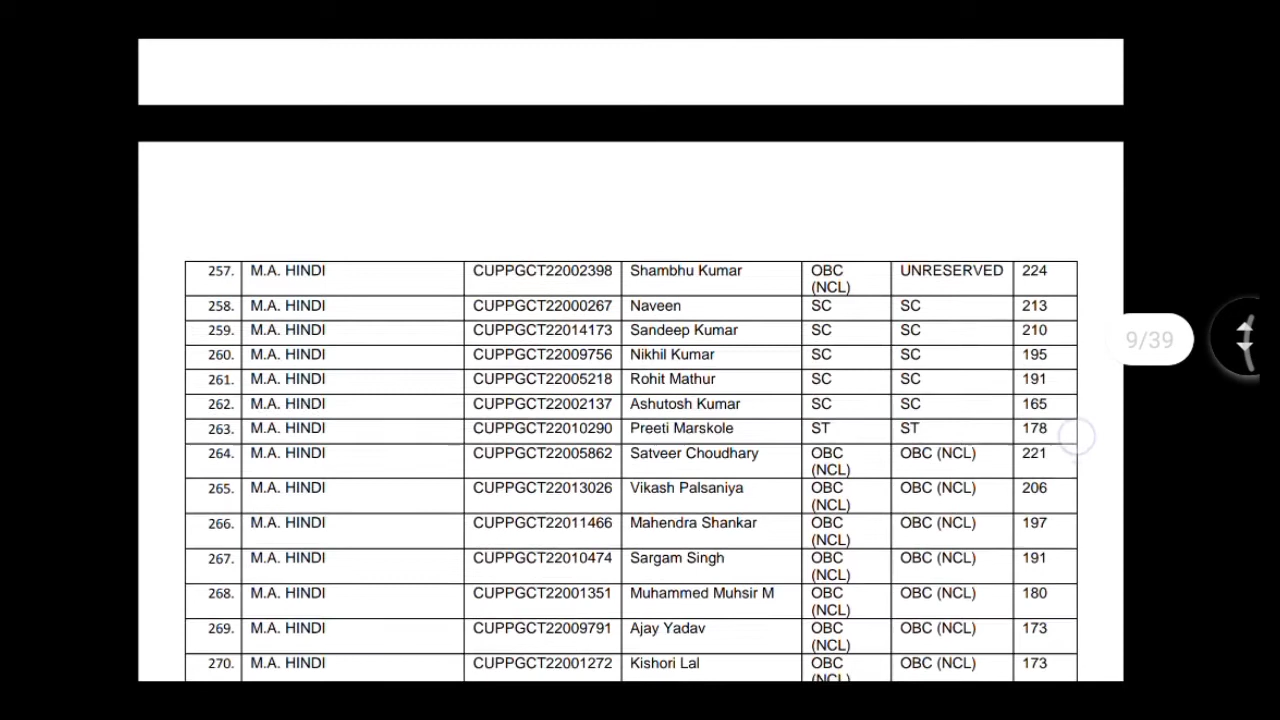 257. M.A. HINDI CUPPGCT22002398 Shambhu Kumar OBC UNRESERVED 224
(NCL)
258. M.A. HINDI CUPPGCT22000267 Naveen SC SC 213
259. M.A. HINDI CUPPGCT22014173 Sandeep Kumar SC SC 210
260. M.A. HINDI CUPPGCT22009756 Nikhil Kumar SC SC 195
9/39
261. M.A. HINDI CUPPGCT22005218 Rohit Mathur SC SC 191
262. M.A. HINDI CUPPGCT22002137 Ashutosh Kumar SC SC 165
263. M.A. HINDI CUPPGCT22010290 Preeti Marskole ST ST 178
264. M.A. HINDI CUPPGCT22005862 Satveer Choudhary OBC OBC (NCL) 221
(NCL)
265. M.A. HINDI CUPPGCT22013026 Vikash Palsaniya OBC OBC (NCL) 206
(NCL)
266. M.A. HINDI CUPPGCT22011466 Mahendra Shankar OBC OBC (NCL) 197
(NCL)
267. M.A. HINDI CUPPGCT22010474 Sargam Singh OBC OBC (NCL) 191
(NCL)
268. M.A. HINDI CUPPGCT22001351 Muhammed Muhsir M OBC OBC (NCL) 180
(NCL)
269. M.A. HINDI CUPPGCT22009791 Ajay Yadav OBC OBC (NCL) 173
(NCL)
270. M.A. HINDI CUPPGCT22001272 Kishori Lal OBC OBC (NCL) 173
(NCL)